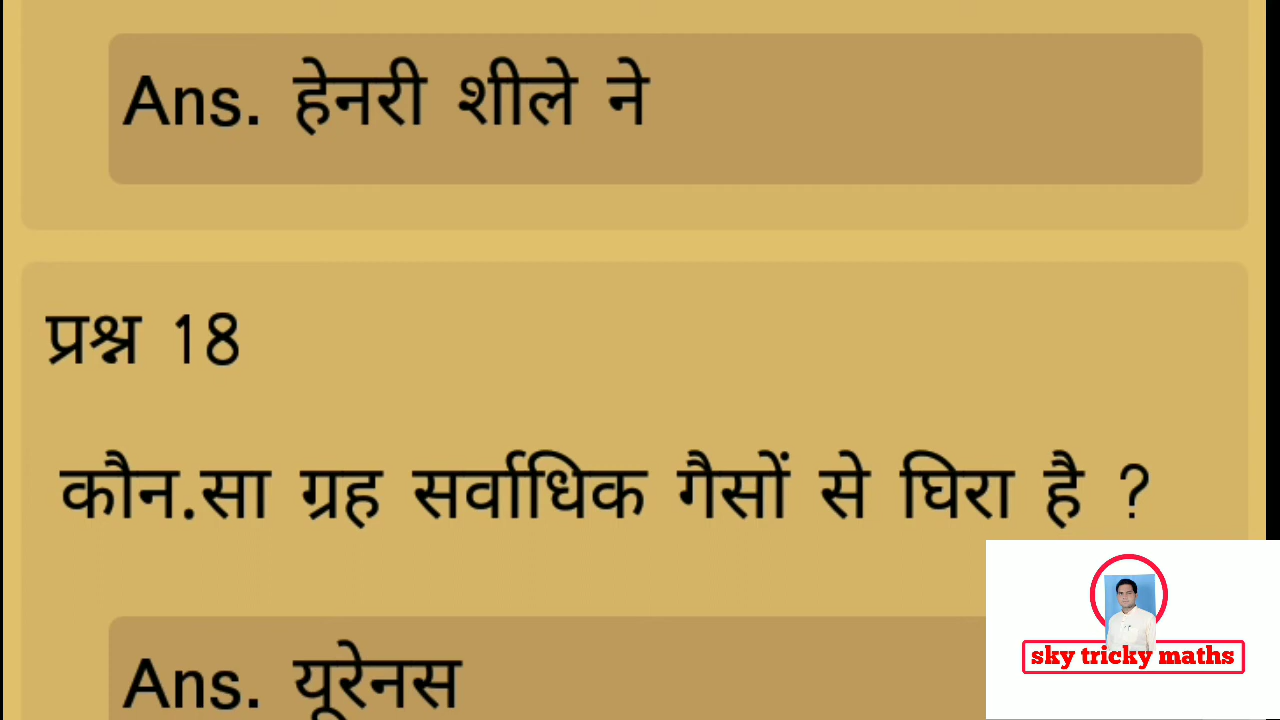 Ans. हेनरी शीले ने
प्रश्न 18
कौन.सा ग्रह सर्वाधिक गैसों से घिरा है ?
Ans. यूरेनस
sky tricky maths